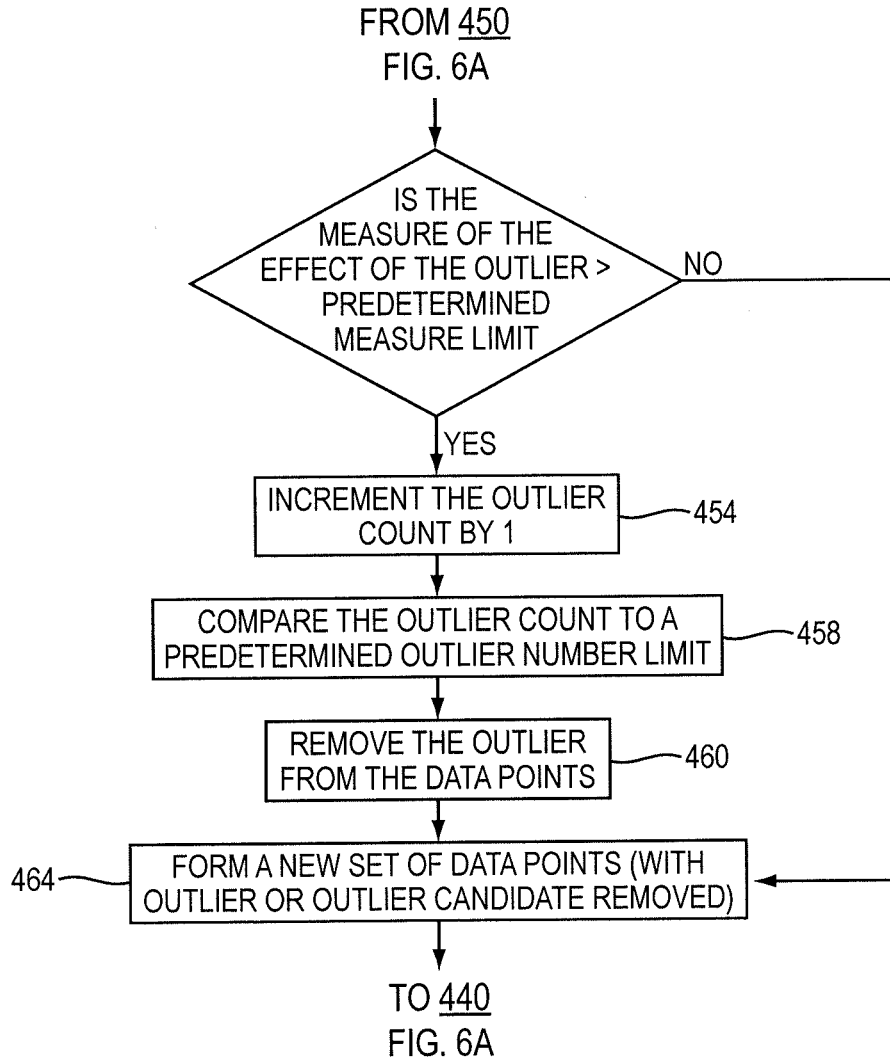 FROM 450
FIG. 6A
IS THE
MEASURE OF THE
EFFECT OF THE OUTLIER >
PREDETERMINED
MEASURE LIMIT
NO
YES
INCREMENT THE OUTLIER
COUNT BY 1
454
COMPARE THE OUTLIER COUNT TO A
PREDETERMINED OUTLIER NUMBER LIMIT
458
REMOVE THE OUTLIER
FROM THE DATA POINTS
460
464
FORM A NEW SET OF DATA POINTS (WITH
OUTLIER OR OUTLIER CANDIDATE REMOVED)
TO 440
FIG. 6A